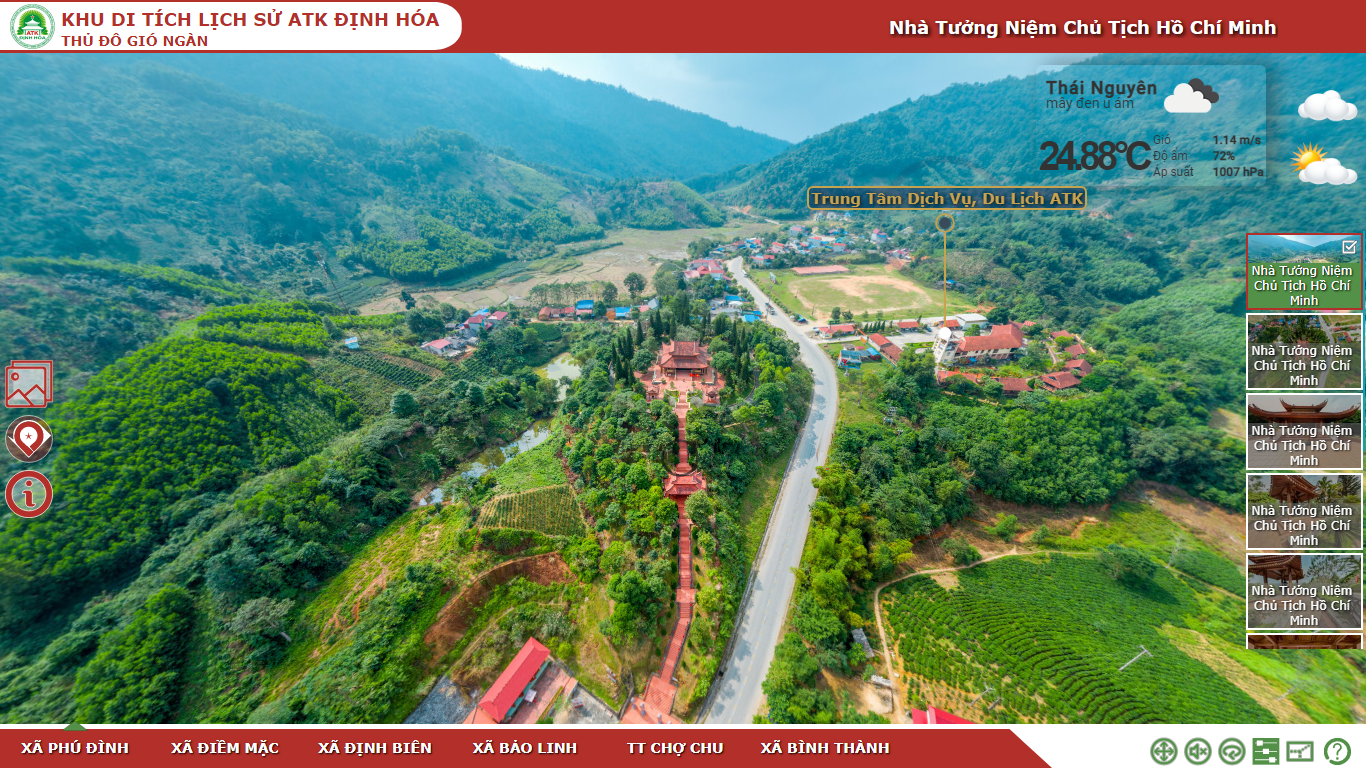 ATK
ĐỊNH HÓA
KHU DI TÍCH LỊCH SỬ ATK ĐỊNH HÓA
THỦ ĐÔ GIÓ NGÀN
Nhà Tưởng Niệm Chủ Tịch Hồ Chí Minh
Thái Nguyên
mây đen u ám
24.88°C
Gió 1.14 m/s
Độ ẩm 72%
Áp suất 1007 hPa
Trung Tâm Dịch Vụ, Du Lịch ATK
Nhà Tưởng Niệm
Chủ Tịch Hồ Chí
Minh
Nhà Tưởng Niệm
Chủ Tịch Hồ Chí
Minh
Nhà Tưởng Niệm
Chủ Tịch Hồ Chí
Minh
Nhà Tưởng Niệm
Chủ Tịch Hồ Chí
Minh
Nhà Tưởng Niệm
Chủ Tịch Hồ Chí
Minh
XÃ PHÚ ĐÌNH XÃ ĐIỀM MẶC XÃ ĐỊNH BIÊN XÃ BẢO LINH TT CHỢ CHU XÃ BÌNH THÀNH